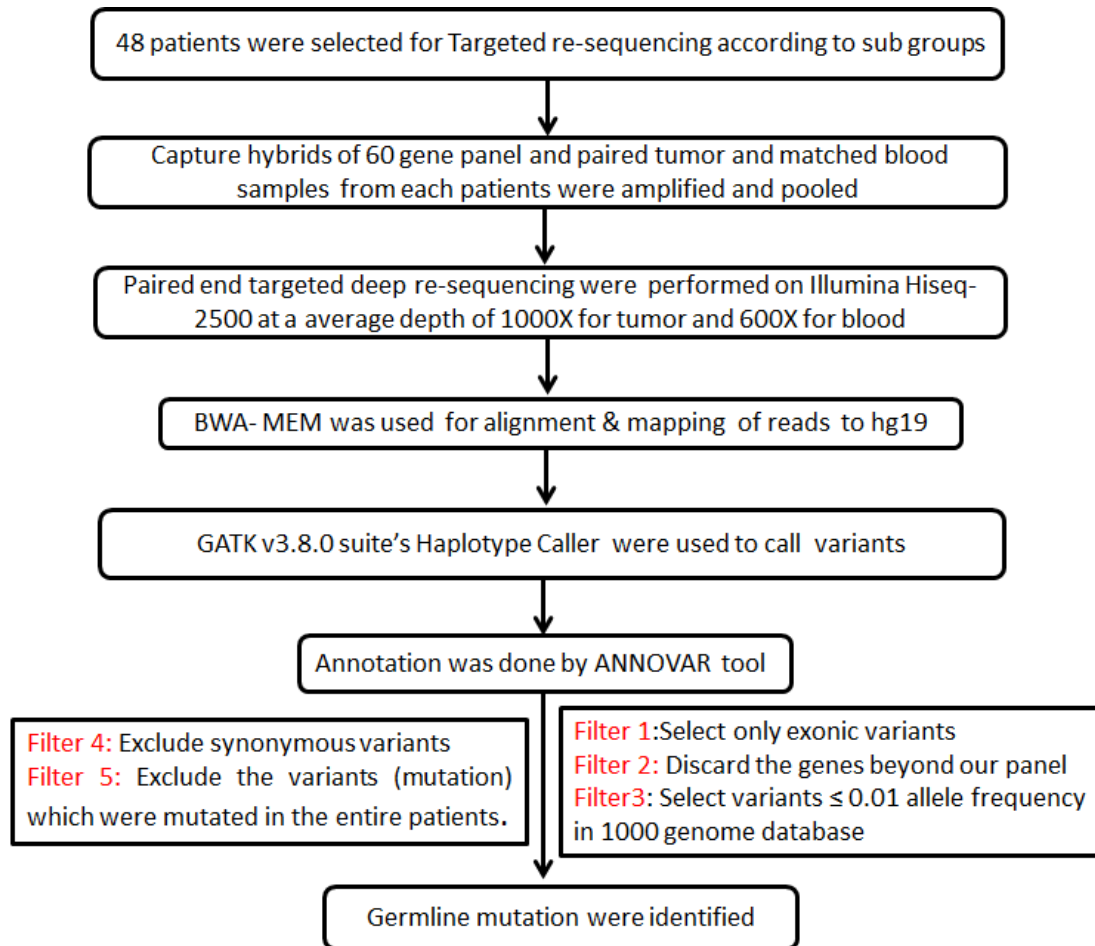 48 patients were selected for Targeted re-sequencing according to sub groups
Capture hybrids of 60 gene panel and paired tumor and matched blood
samples from each patients were amplified and pooled
Paired end targeted deep re-sequencing were performed on Illumina Hiseq-
2500 at a average depth of 1000X for tumor and 600X for blood
BWA- MEM was used for alignment & mapping of reads to hg19
GATK v3.8.0 suite's Haplotype Caller were used to call variants
Annotation was done by ANNOVAR tool
Filter 1:Select only exonic variants
Filter 2: Discard the genes beyond our panel
Filter3: Select variants ≤ 0.01 allele frequency
in 1000 genome database
Filter 4: Exclude synonymous variants
Filter 5: Exclude the variants (mutation)
which were mutated in the entire patients.
Germline mutation were identified